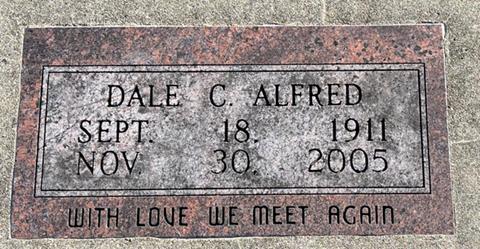 DALE C. ALFRED
SEPT. 18. 1911
NOV. 30. 2005
WITH LOVE WE MEET AGAIN.